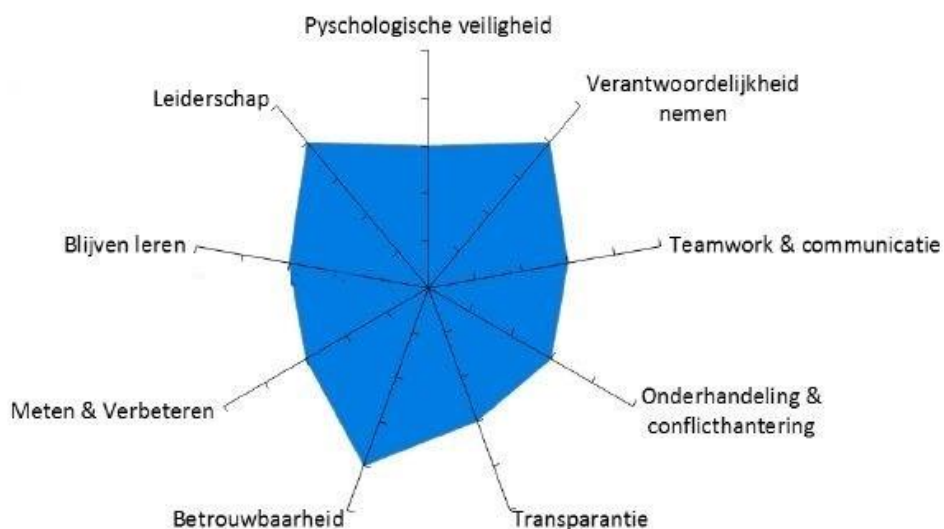 Pyschologische veiligheid
Verantwoordelijkheid
nemen
Teamwork & communicatie
Onderhandeling &
conflicthantering
Transparantie
Betrouwbaarheid
Meten & Verbeteren
Blijven leren
Leiderschap